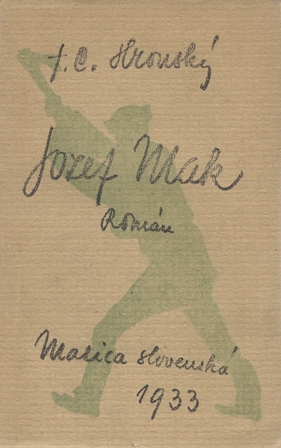 J. C. Hronský
Jozef Mak
Román
Matica slovenská
1933